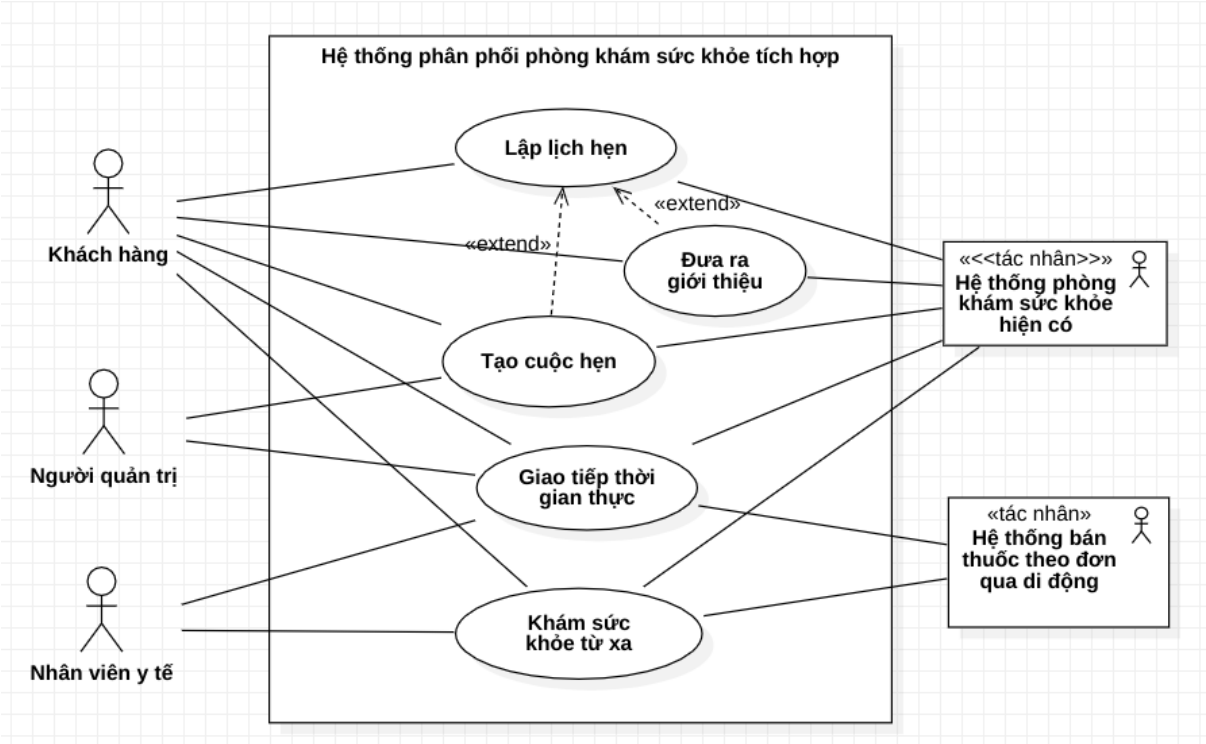 Hệ thống phân phối phòng khám sức khỏe tích hợp
Lập lịch hẹn
«extend»
«extend»
Đưa ra
giới thiệu
Khách hàng
«<<tác nhân>>»
Hệ thống phòng
khám sức khỏe
hiện có
Tạo cuộc hẹn
Người quản trị
Giao tiếp thời
gian thực
«tác nhân»
Hệ thống bán
thuốc theo đơn
qua di động
Khám sức
khỏe từ xa
Nhân viên y tế